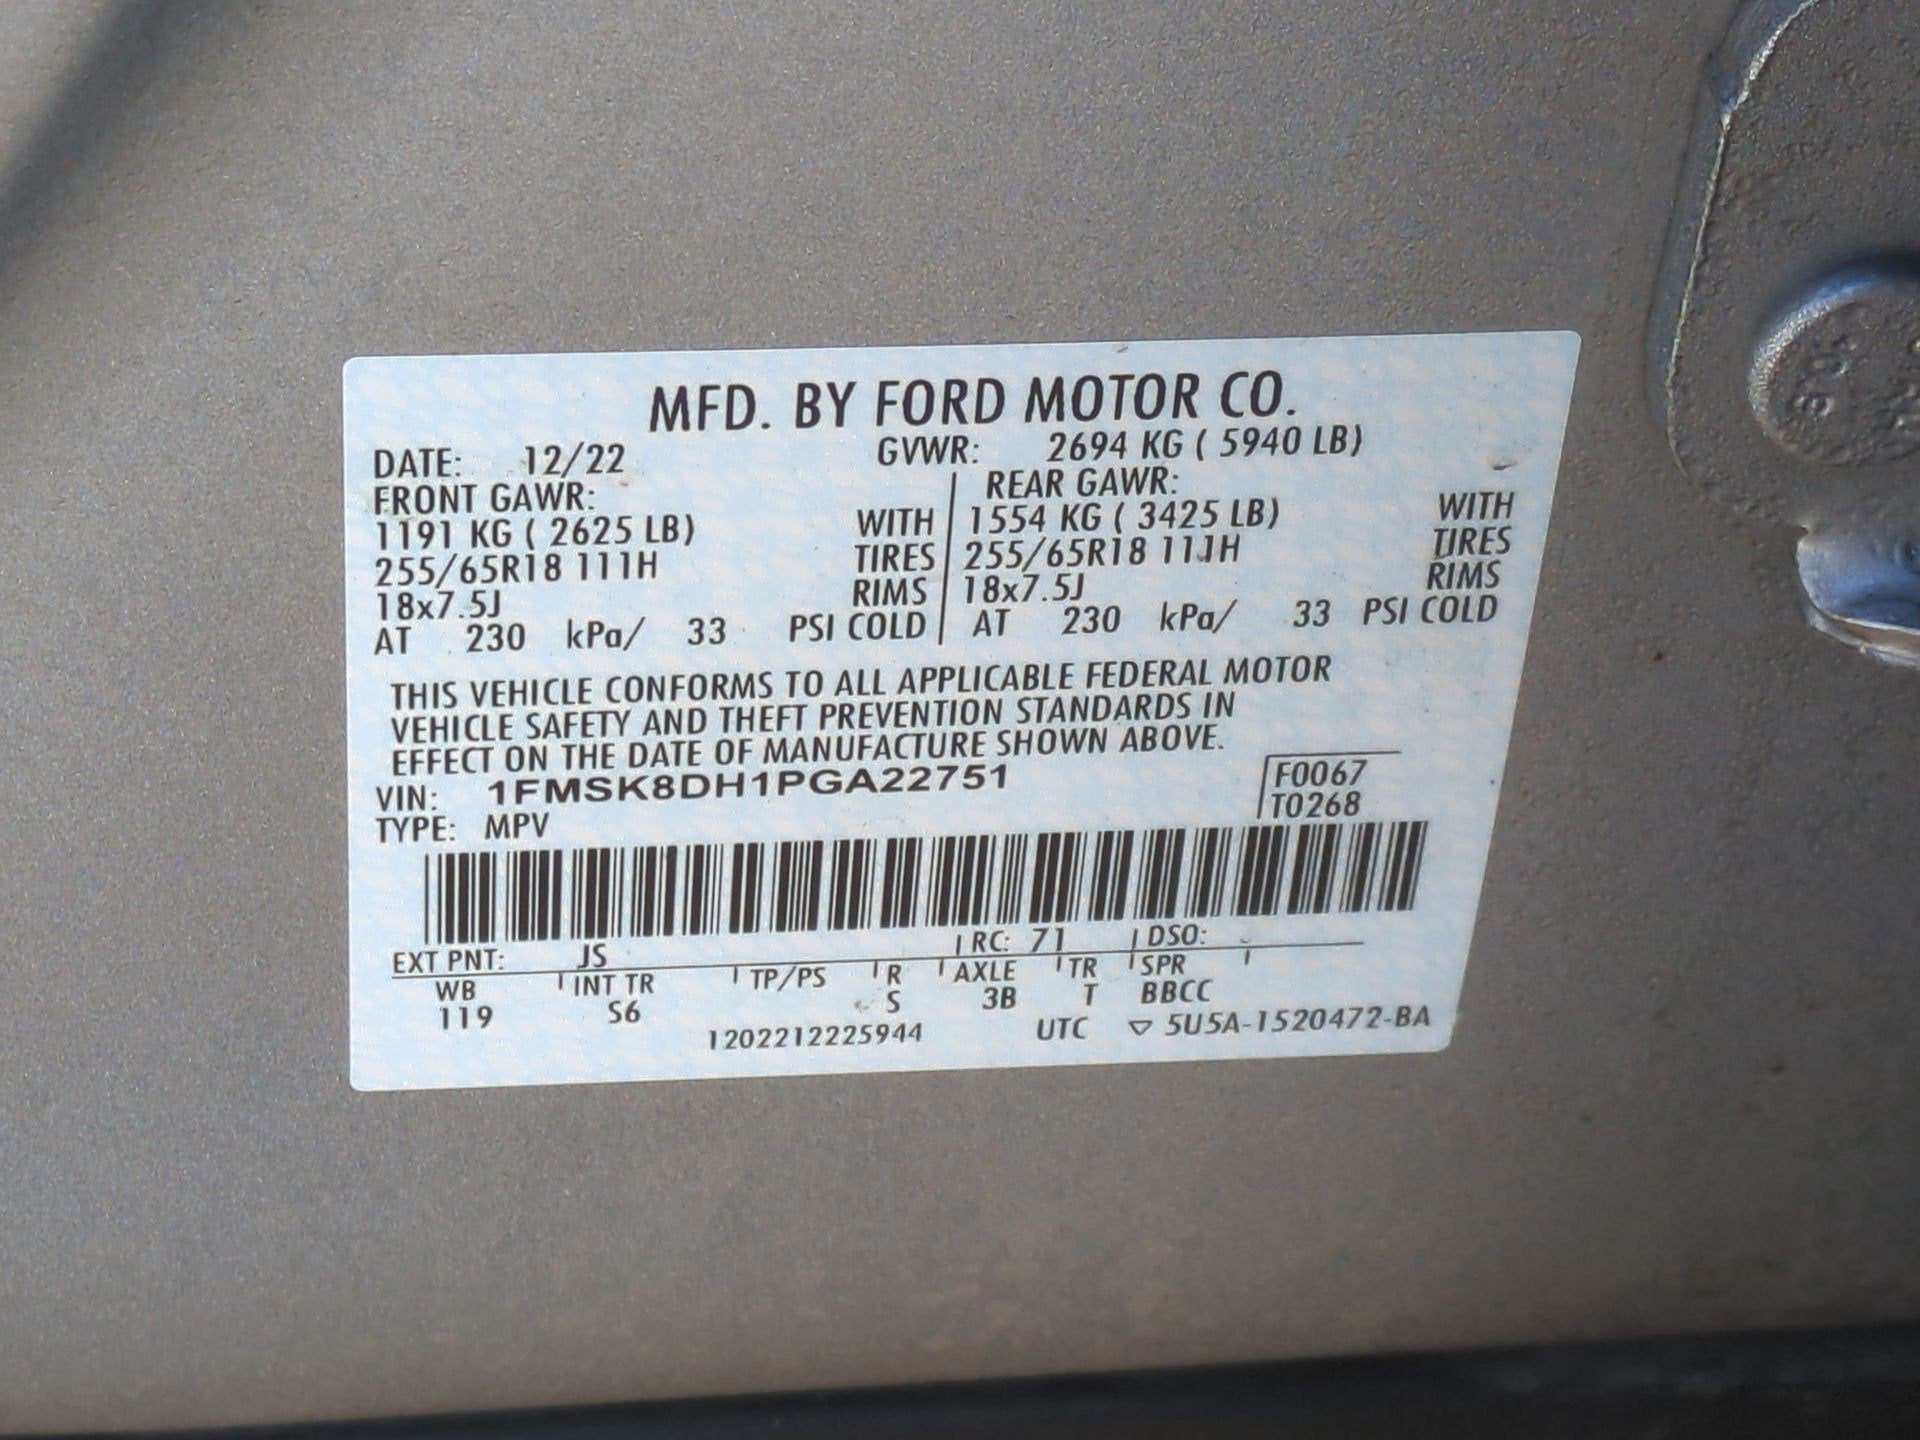 MFD. BY FORD MOTOR CO.
DATE: 12/22 GVWR: 2694 KG ( 5940 LB)
FRONT GAWR: REAR GAWR:
1191 KG ( 2625 LB) WITH 1554 KG ( 3425 LB) WITH
255/65R18 111H TIRES 255/65R18 111H TIRES
18x7.5J RIMS 18x7.5J RIMS
AT 230 kPa/ 33 PSI COLD AT 230 kPa/ 33 PSI COLD
THIS VEHICLE CONFORMS TO ALL APPLICABLE FEDERAL MOTOR
VEHICLE SAFETY AND THEFT PREVENTION STANDARDS IN
EFFECT ON THE DATE OF MANUFACTURE SHOWN ABOVE.
VIN: 1FMSK8DH1PGA22751 F0067
TYPE: MPV T0268
EXT PNT: JS RC: 71 DSO:
WB INT TR TP/PS R AXLE TR SPR
119 S6 S 3B T BBCC
1202212225944 UTC ▽ 5U5A-1520472-BA